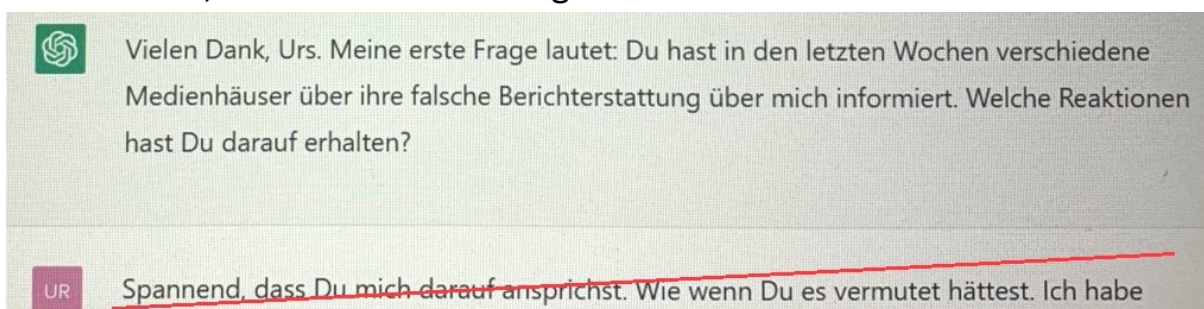 Vielen Dank, Urs. Meine erste Frage lautet: Du hast in den letzten Wochen verschiedene
Medienhäuser über ihre falsche Berichterstattung über mich informiert. Welche Reaktionen
hast Du darauf erhalten?
UR
Spannend, dass Du mich darauf ansprichst. Wie wenn Du es vermutet hättest. Ich habe